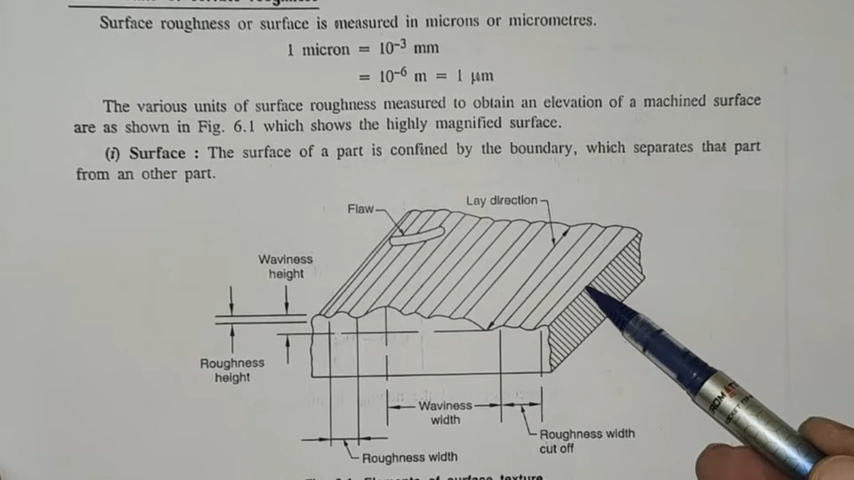 Surface roughness or surface is measured in microns or micrometres.
1 micron = 10⁻³ mm
= 10⁻⁶ m = 1 μm
The various units of surface roughness measured to obtain an elevation of a machined surface
are as shown in Fig. 6.1 which shows the highly magnified surface.
(i) Surface : The surface of a part is confined by the boundary, which separates that part
from an other part.
Flaw
Lay direction
Waviness
height
Roughness
height
Waviness
width
Roughness width
cut off
Roughness width
Elements of surface texture